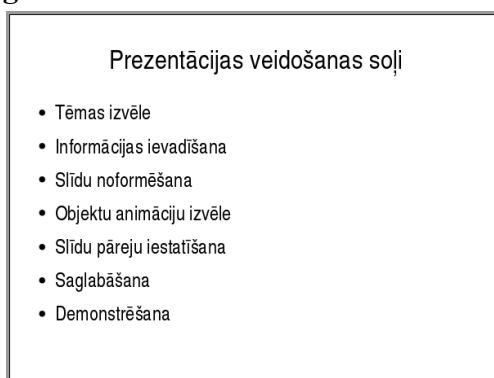 Prezentācijas veidošanas soļi
• Tēmas izvēle
• Informācijas ievadīšana
• Slīdu noformēšana
• Objektu animāciju izvēle
• Slīdu pāreju iestatīšana
• Saglabāšana
• Demonstrēšana